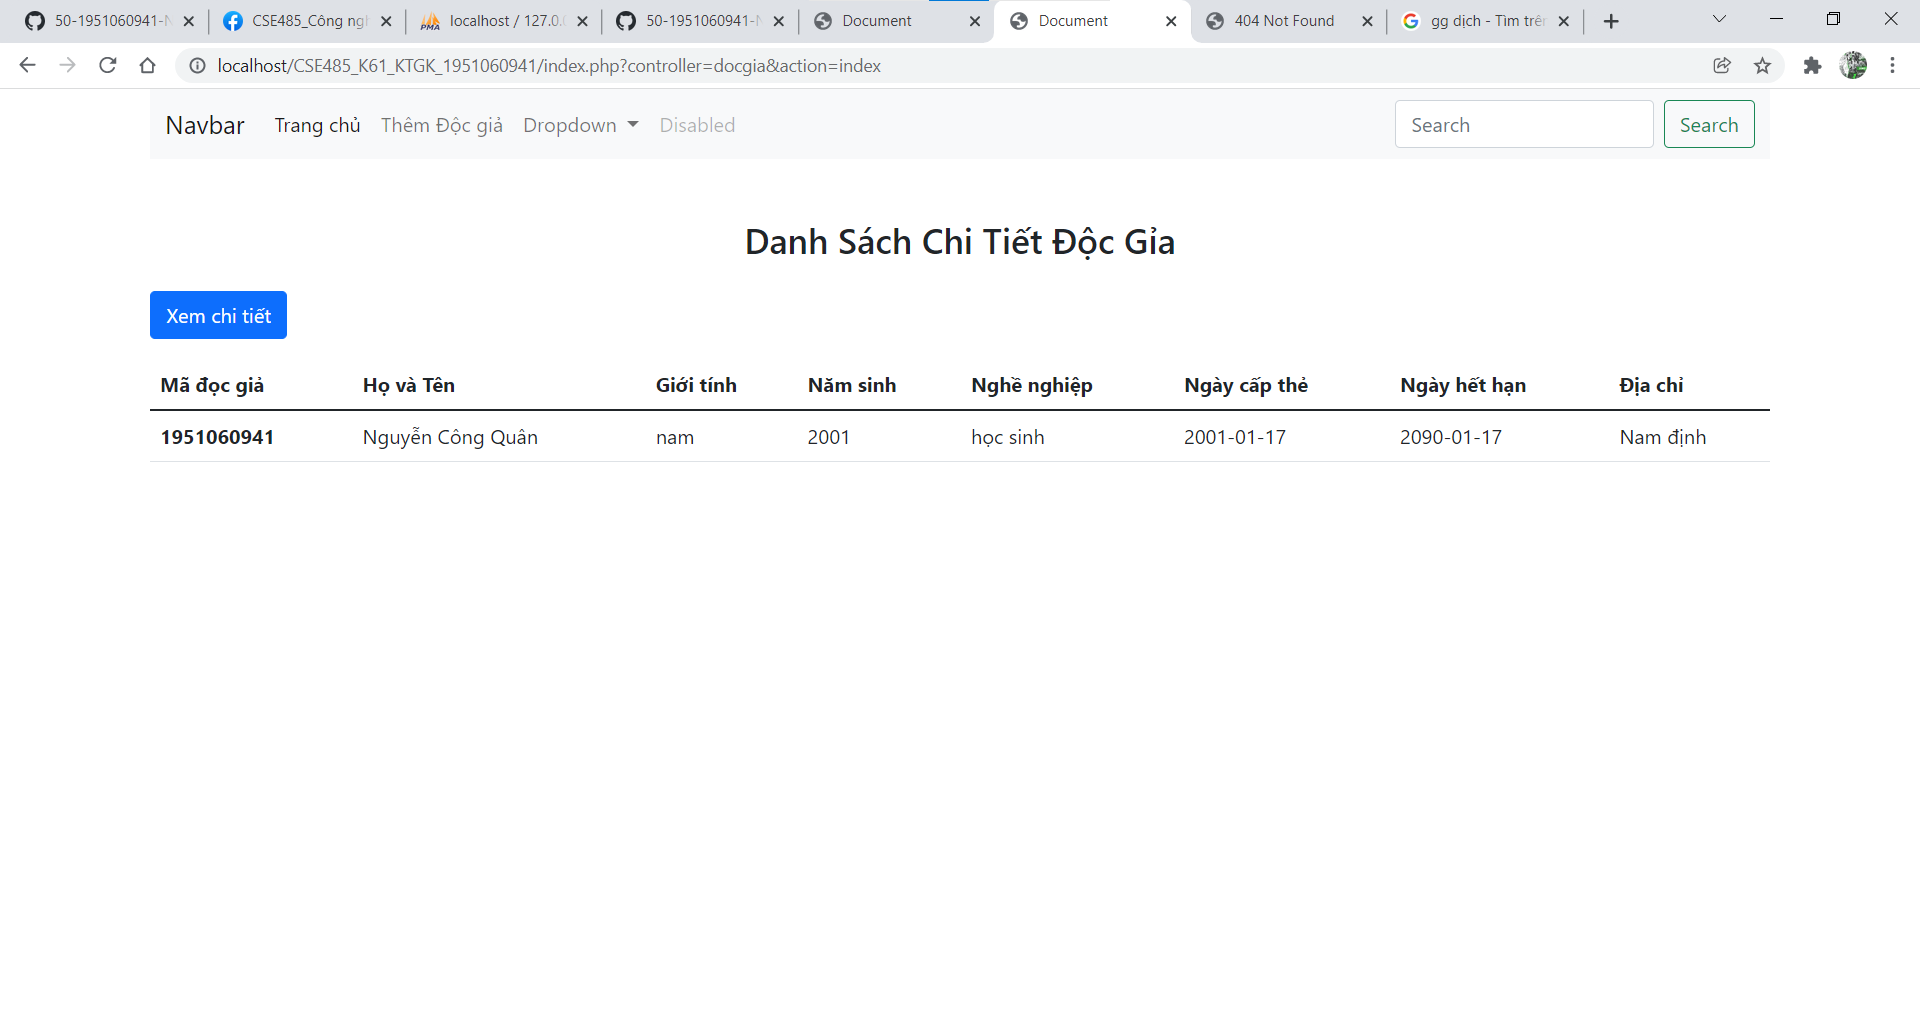 50-1951060941-N CSE485_Công ngh localhost / 127.0.0 50-1951060941-N Document Document 404 Not Found gg dịch - Tìm trên
localhost/CSE485_K61_KTGK_1951060941/index.php?controller=docgia&action=index
Navbar Trang chủ Thêm Độc giả Dropdown Disabled Search Search
Danh Sách Chi Tiết Độc Gỉa
Xem chi tiết
Mã đọc giả Họ và Tên Giới tính Năm sinh Nghề nghiệp Ngày cấp thẻ Ngày hết hạn Địa chỉ
1951060941 Nguyễn Công Quân nam 2001 học sinh 2001-01-17 2090-01-17 Nam định